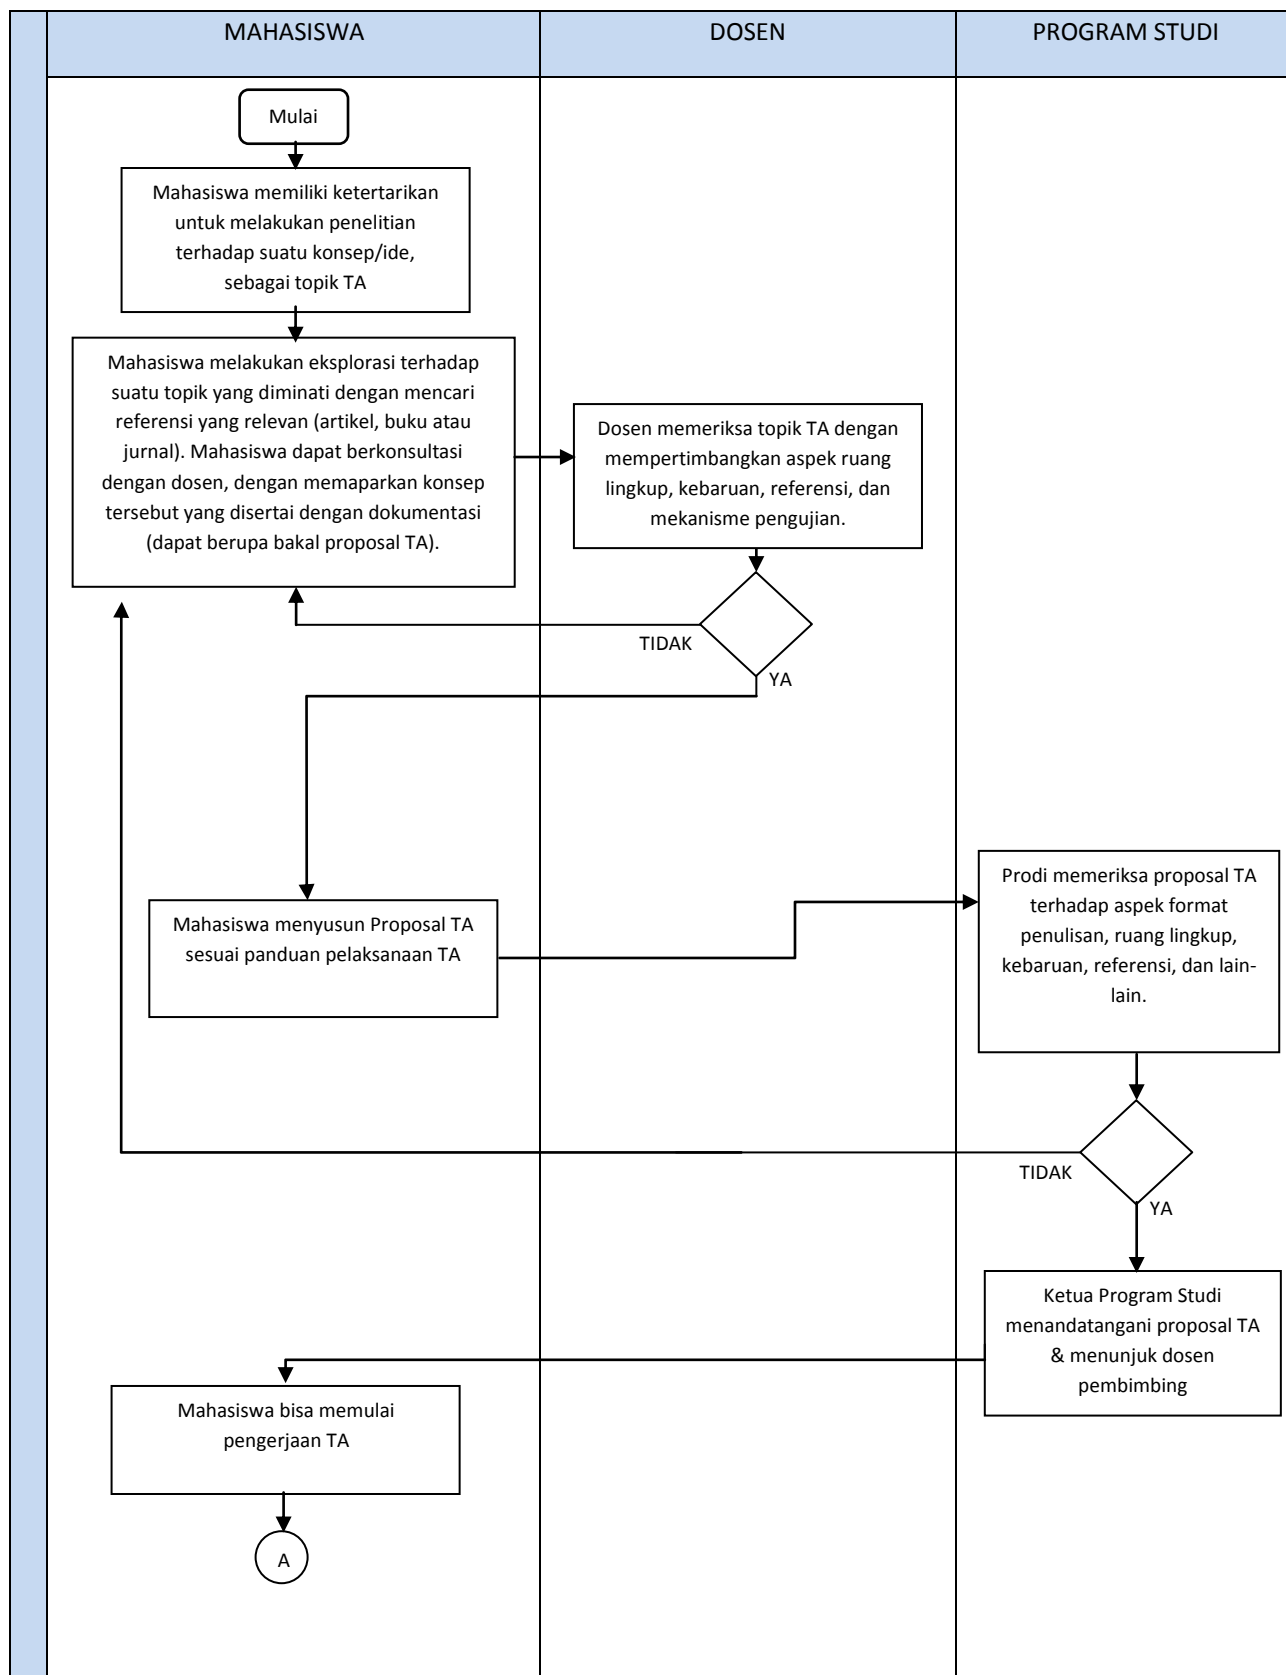 MAHASISWA
DOSEN
PROGRAM STUDI
Mulai
Mahasiswa memiliki ketertarikan
untuk melakukan penelitian
terhadap suatu konsep/ide,
sebagai topik TA
Mahasiswa melakukan eksplorasi terhadap
suatu topik yang diminati dengan mencari
referensi yang relevan (artikel, buku atau
jurnal). Mahasiswa dapat berkonsultasi
dengan dosen, dengan memaparkan konsep
tersebut yang disertai dengan dokumentasi
(dapat berupa bakal proposal TA).
Dosen memeriksa topik TA dengan
mempertimbangkan aspek ruang
lingkup, kebaruan, referensi, dan
mekanisme pengujian.
TIDAK
YA
Mahasiswa menyusun Proposal TA
sesuai panduan pelaksanaan TA
Prodi memeriksa proposal TA
terhadap aspek format
penulisan, ruang lingkup,
kebaruan, referensi, dan lain-
lain.
TIDAK
YA
Ketua Program Studi
menandatangani proposal TA
& menunjuk dosen
pembimbing
Mahasiswa bisa memulai
pengerjaan TA
A